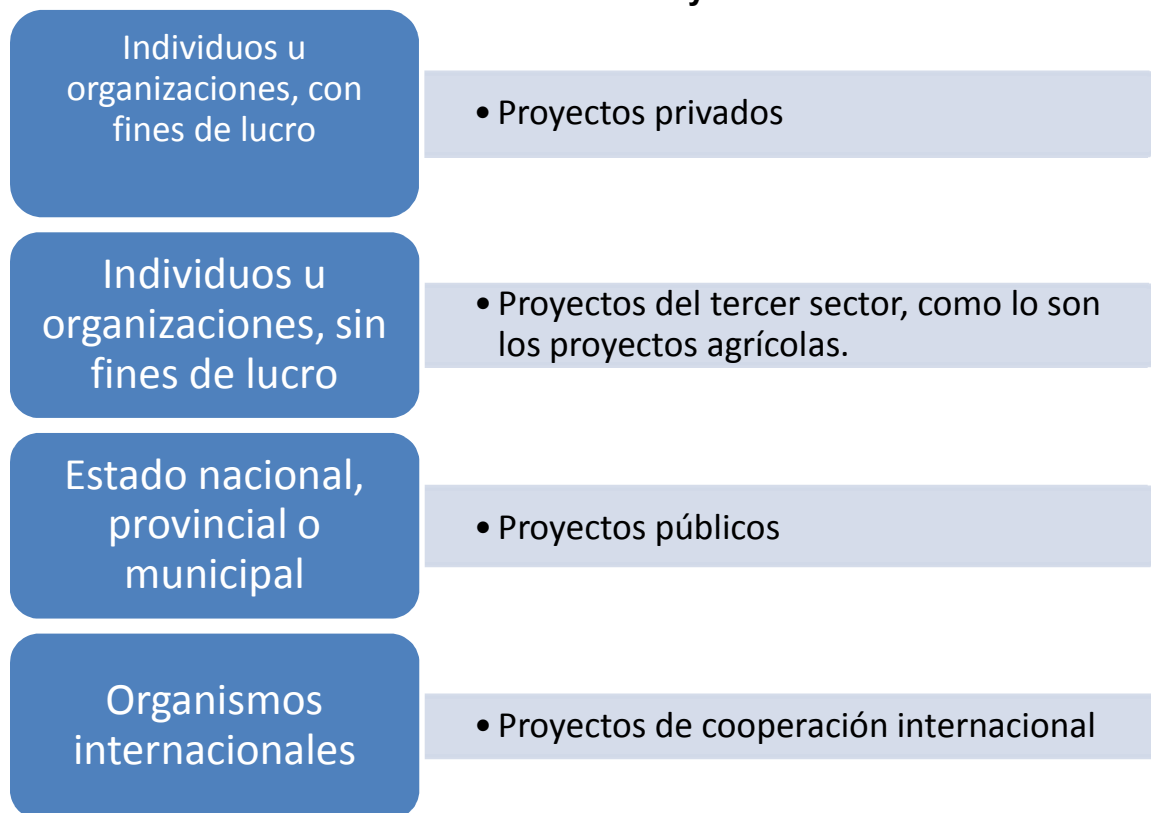 Individuos u
organizaciones, con
fines de lucro
• Proyectos privados
Individuos u
organizaciones, sin
fines de lucro
• Proyectos del tercer sector, como lo son
los proyectos agrícolas.
Estado nacional,
provincial o
municipal
• Proyectos públicos
Organismos
internacionales
• Proyectos de cooperación internacional